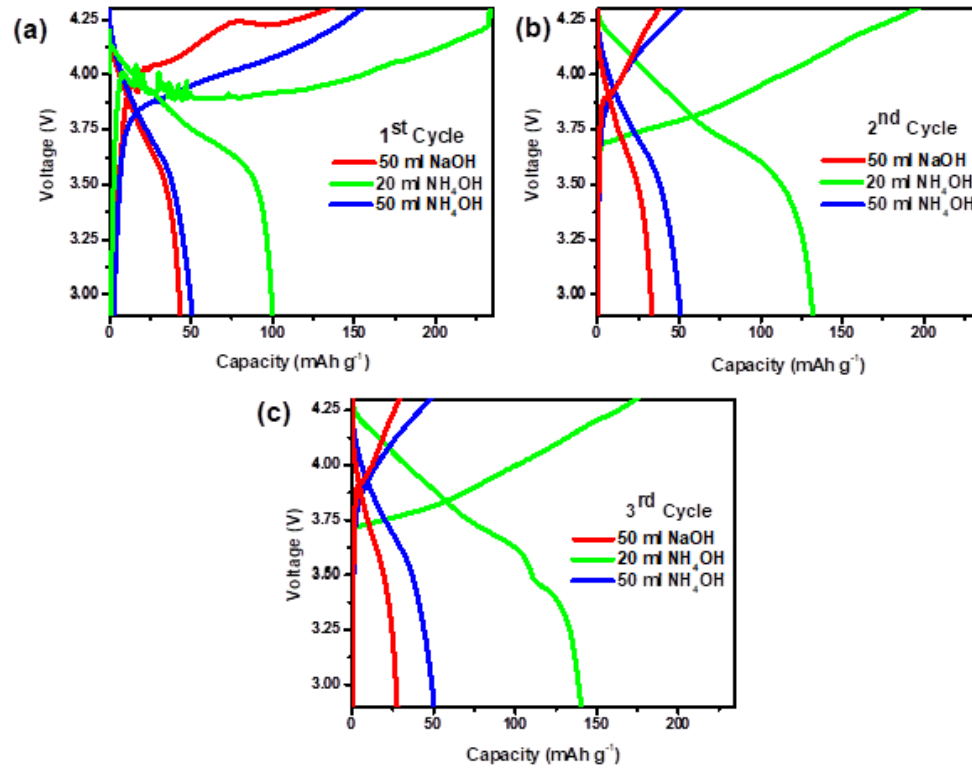 (a)
4.25
4.00
3.75
3.50
3.25
3.00
Voltage (V)
1st Cycle
50 ml NaOH
20 ml NH4OH
50 ml NH4OH
0 50 100 150 200
Capacity (mAh g-1)
(b)
4.25
4.00
3.75
3.50
3.25
3.00
Voltage (V)
2nd Cycle
50 ml NaOH
20 ml NH4OH
50 ml NH4OH
0 50 100 150 200
Capacity (mAh g-1)
(c)
4.25
4.00
3.75
3.50
3.25
3.00
Voltage (V)
3rd Cycle
50 ml NaOH
20 ml NH4OH
50 ml NH4OH
0 50 100 150 200
Capacity (mAh g-1)